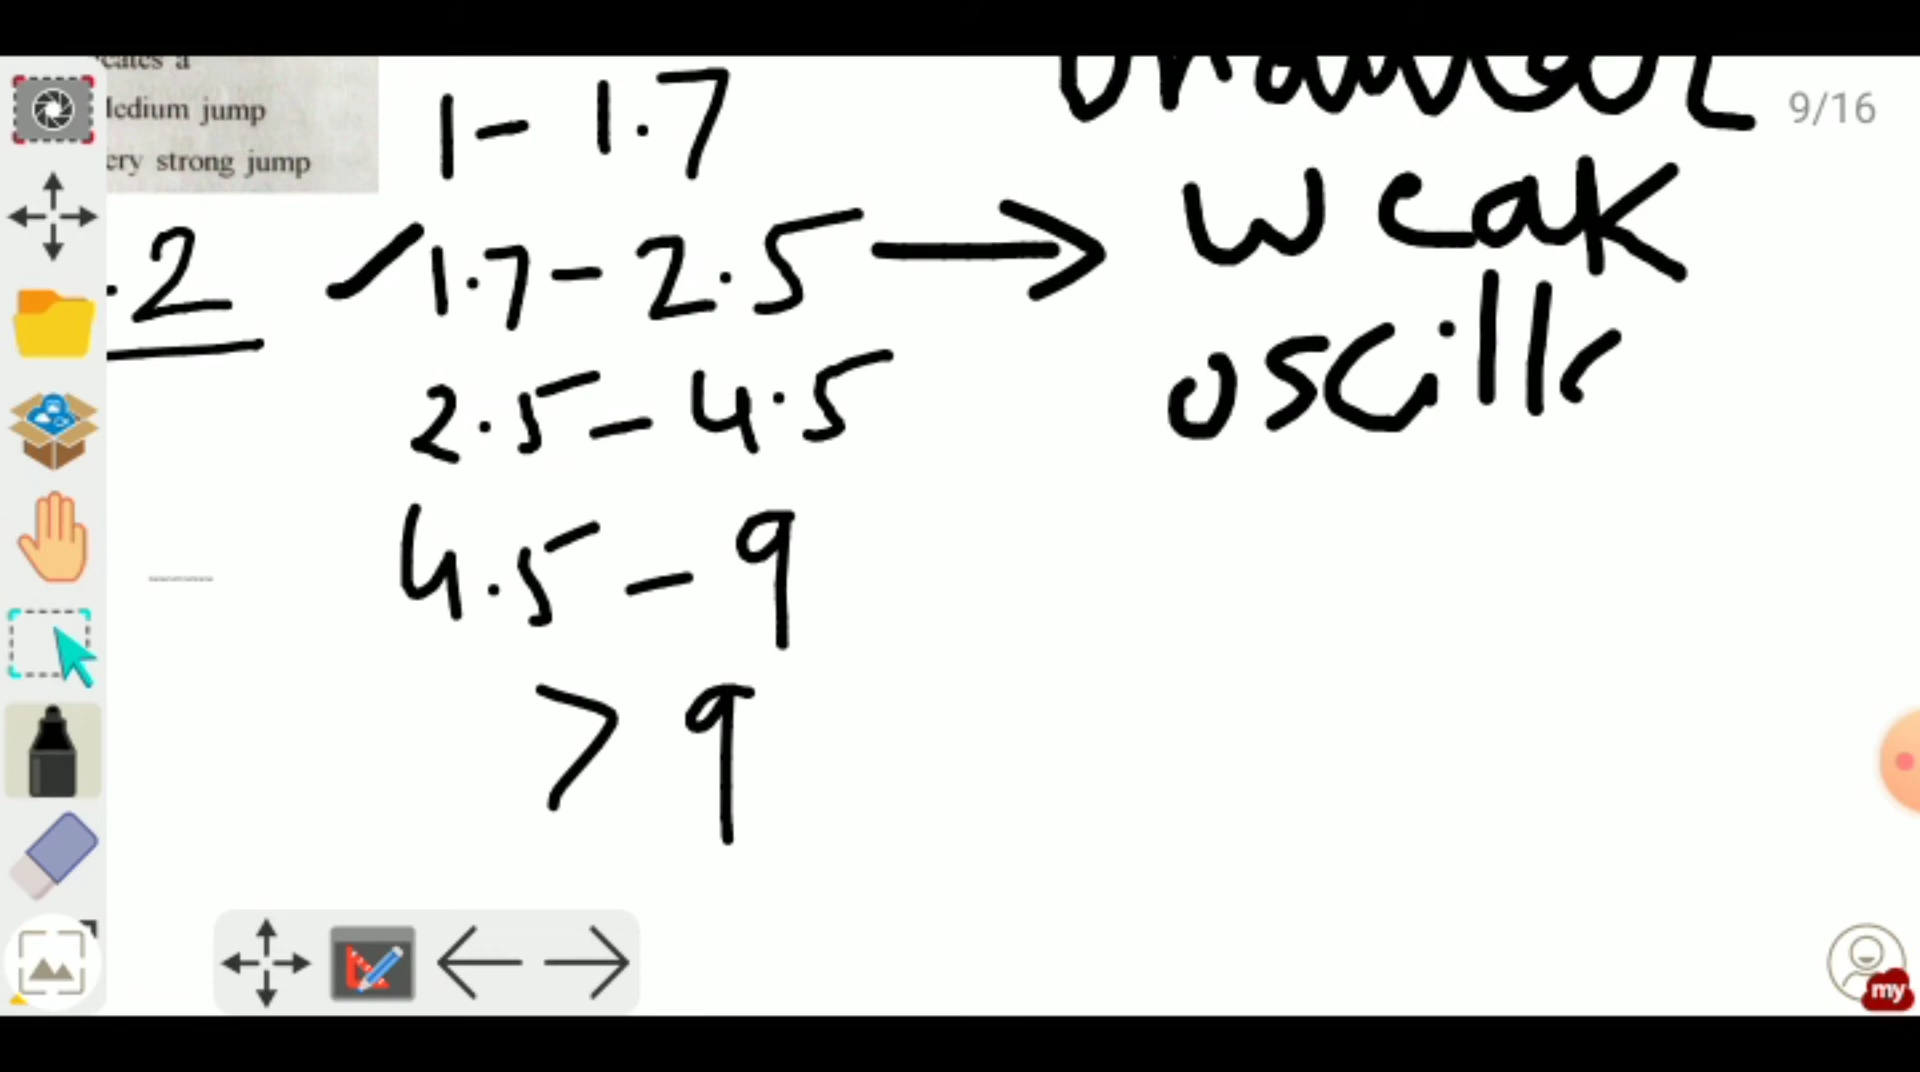 edium jump
ery strong jump
9/16
1 - 1.7
.2
1.7 - 2.5 → weak
2.5 - 4.5
oscill
4.5 - 9
> 9
my